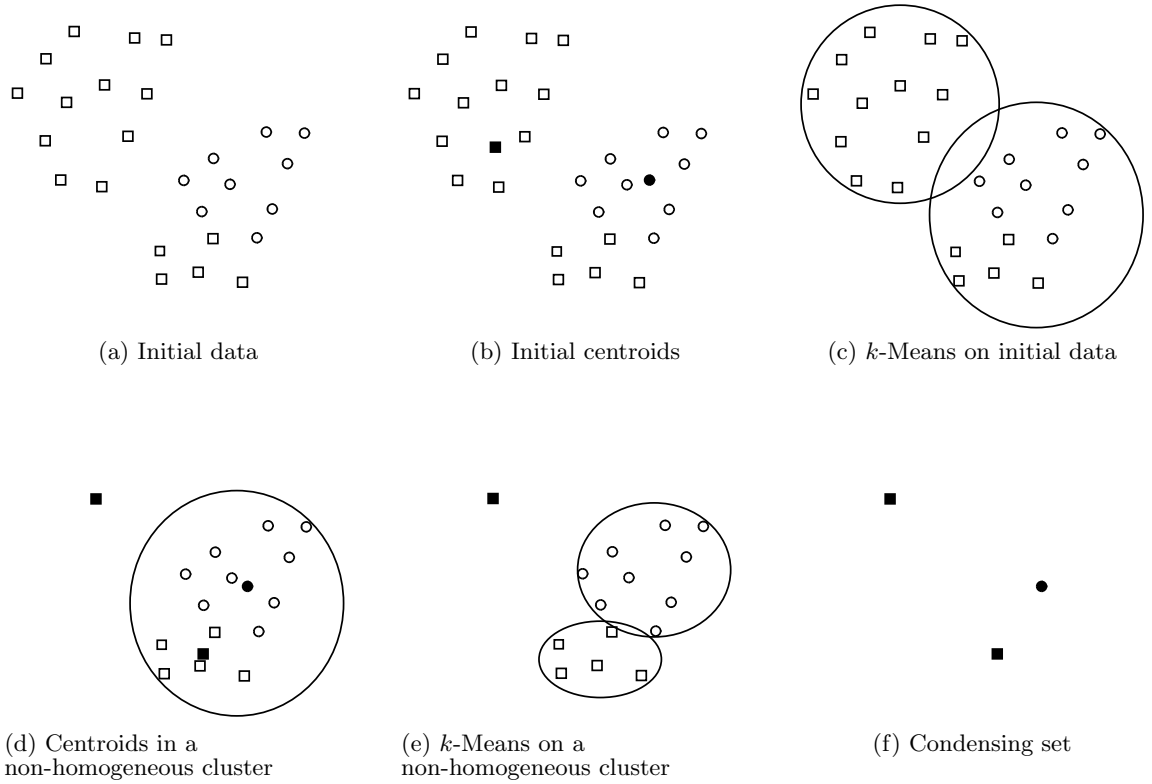 (a) Initial data
(b) Initial centroids
(c) k-Means on initial data
(d) Centroids in a
non-homogeneous cluster
(e) k-Means on a
non-homogeneous cluster
(f) Condensing set